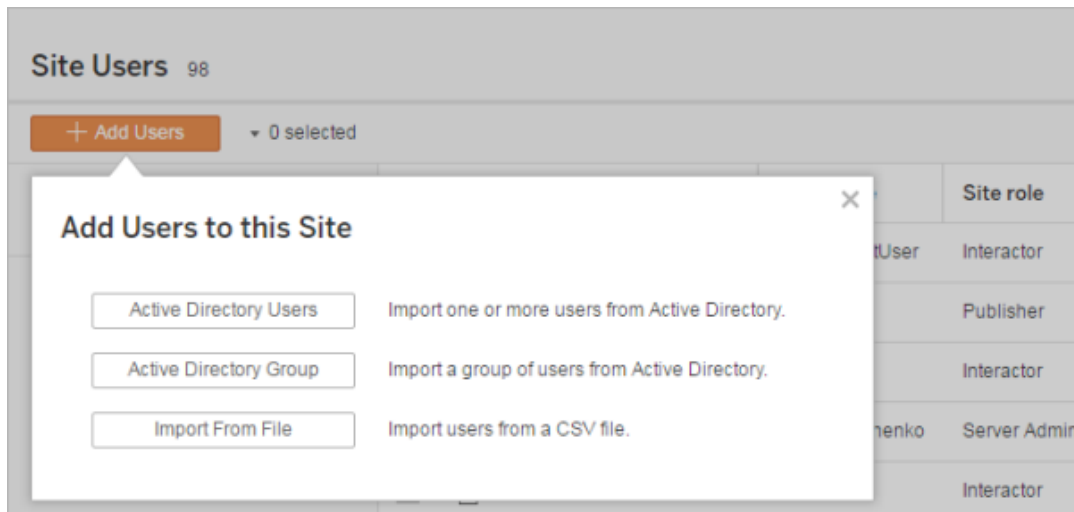 Site Users 98
+ Add Users 0 selected
Site role
Add Users to this Site
tUser Interactor
Active Directory Users Import one or more users from Active Directory.
Publisher
Active Directory Group Import a group of users from Active Directory.
Interactor
Import From File Import users from a CSV file.
henko Server Admin
Interactor